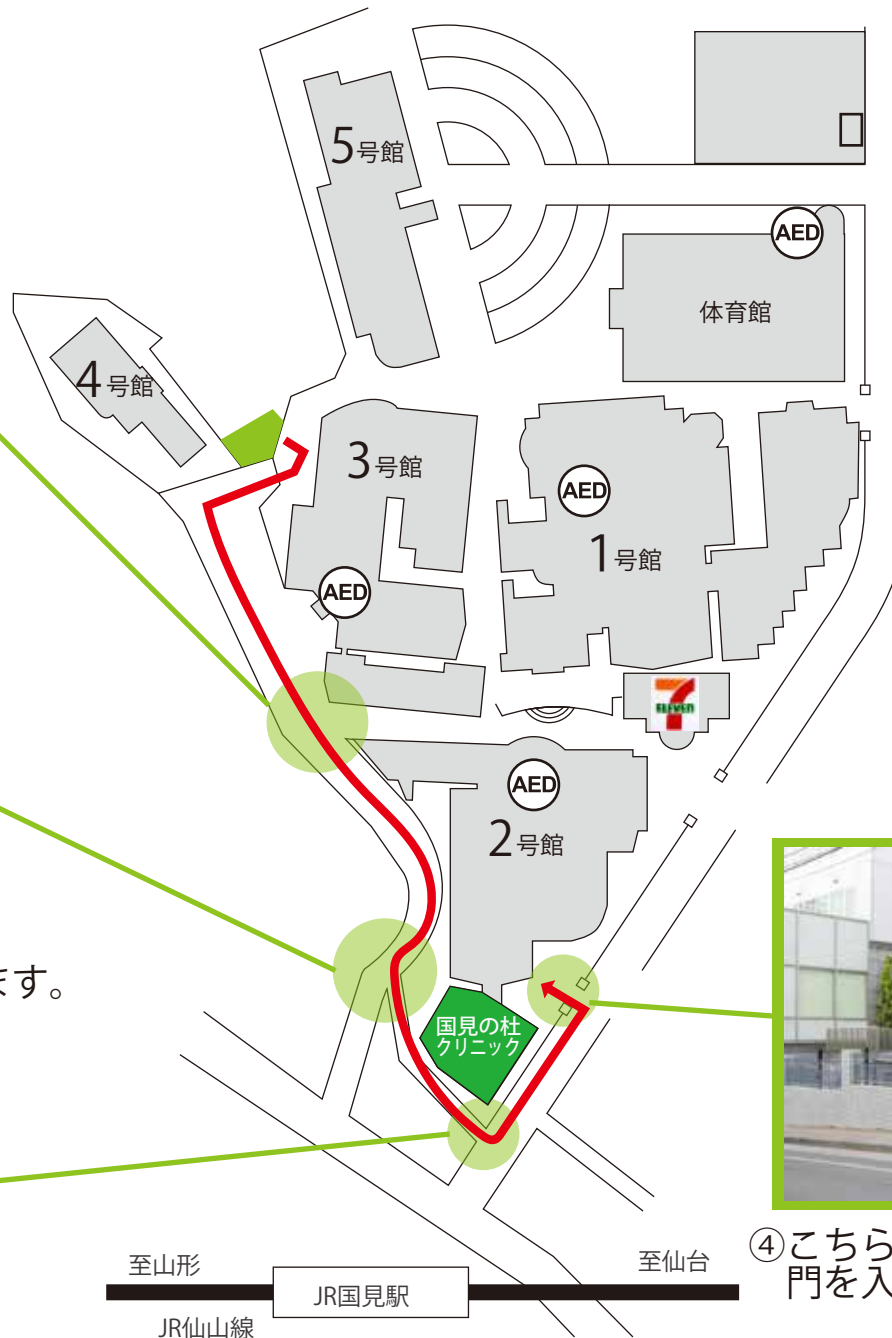 5号館
AED
体育館
4号館
3号館
AED
1号館
AED
7
ELEVEN
AED
2号館
ます。
国見の杜
クリニック
④こちら
門を入
至山形
至仙台
JR国見駅
JR仙山線